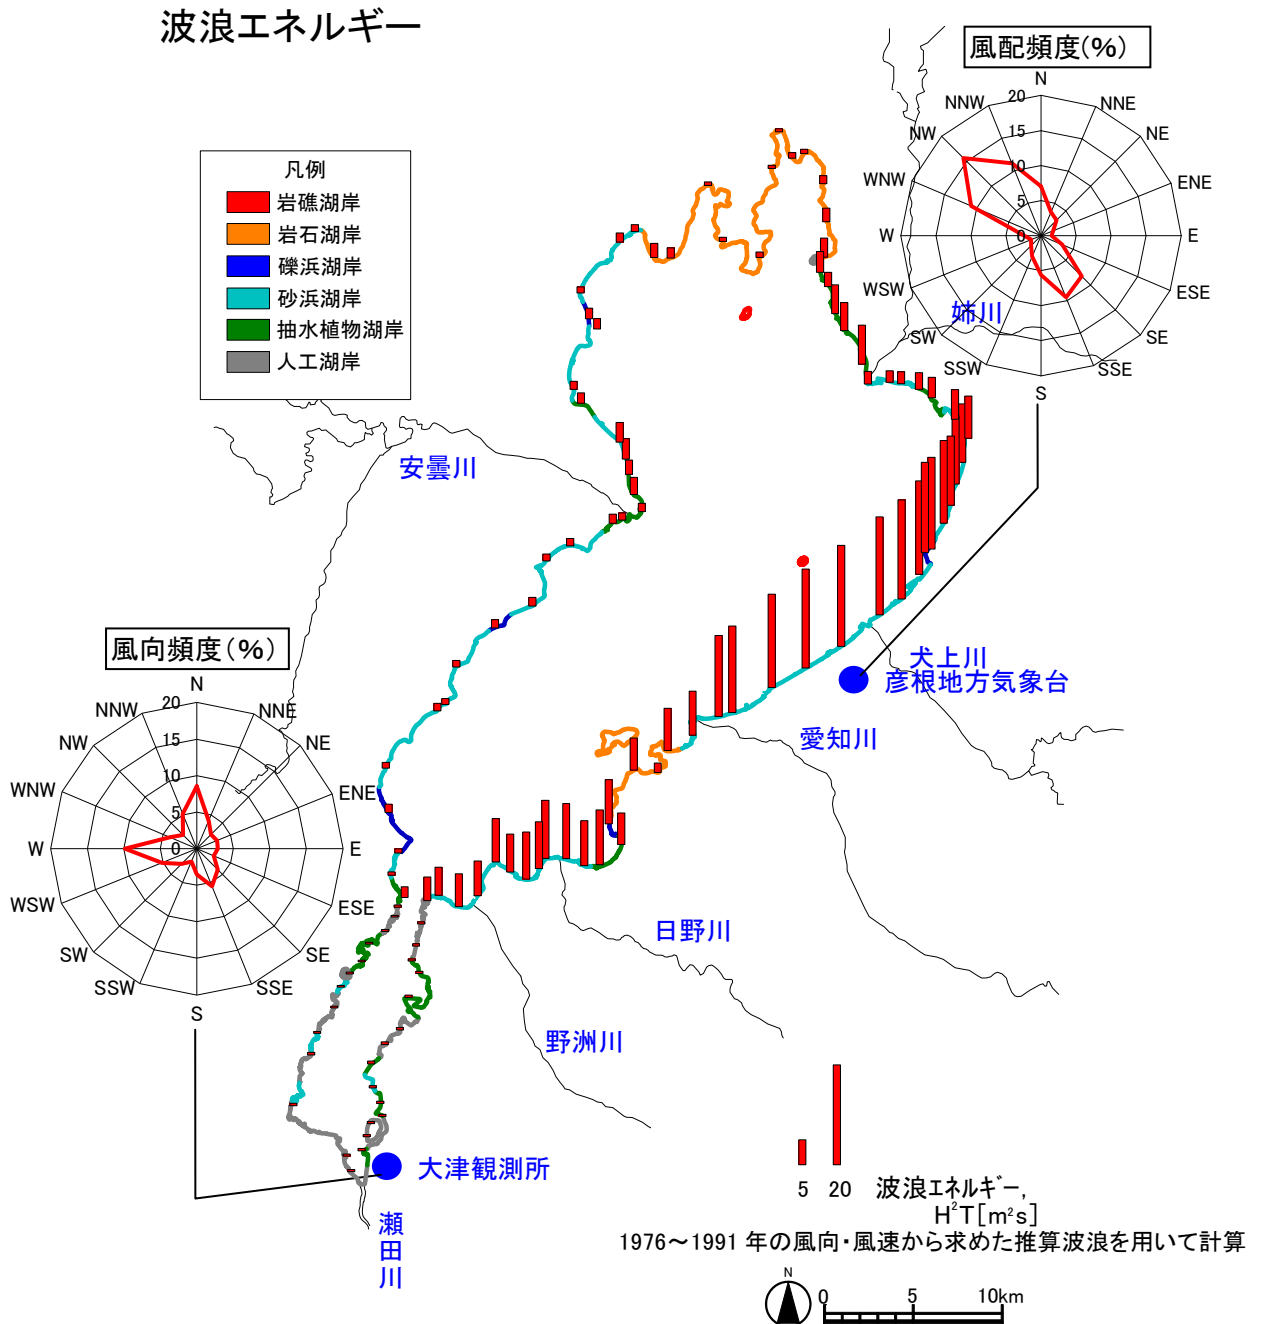 波浪エネルギー
風配頻度(%)
N
NNE
NE
ENE
E
ESE
SE
SSE
S
SSW
SW
WSW
W
WNW
NW
NNW
20
15
10
5
0
凡例
岩礁湖岸
岩石湖岸
礫浜湖岸
砂浜湖岸
抽水植物湖岸
人工湖岸
姉川
安曇川
風向頻度(%)
N
NNE
NE
ENE
E
ESE
SE
SSE
S
SSW
SW
WSW
W
WNW
NW
NNW
20
15
10
5
0
犬上川
彦根地方気象台
愛知川
日野川
野洲川
大津観測所
瀬田川
5 20 波浪エネルギー,
H²T[m²s]
1976～1991 年の風向・風速から求めた推算波浪を用いて計算
N
0 5 10km